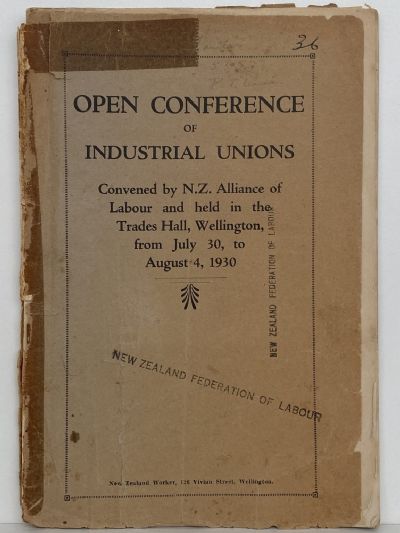 36
OPEN CONFERENCE
OF
INDUSTRIAL UNIONS
Convened by N.Z. Alliance of
Labour and held in the
Trades Hall, Wellington,
from July 30, to
August 4, 1930
NEW ZEALAND FEDERATION OF LABOUR
NEW ZEALAND FEDERATION OF LABOUR
New Zealand Worker, 126 Vivian Street, Wellington.